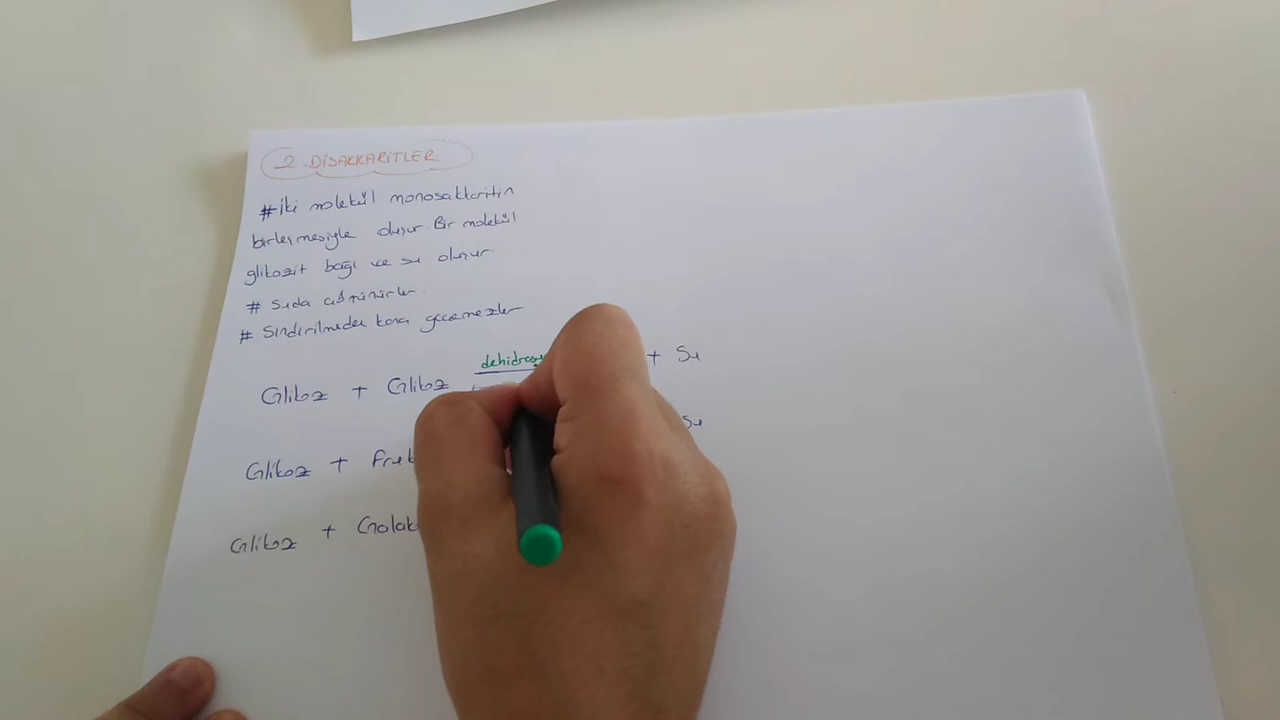 2 DİSAKKARİTLER
# İki molekül monosakkaritin
birleşmesiyle oluşur Bir molekül
glikozit bağı ve su oluşur.
# Suda çözünürler.
# Sindirilmeden kana geçemezler
dehidrasy
Glikoz + Glikoz + Su
Glikoz + Fruk Su
Glikoz + Galak